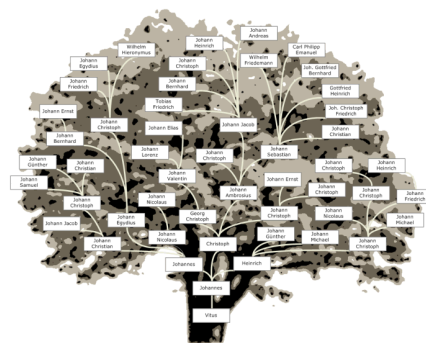 Johann
Andreas
Johann
Heinrich
Wilhelm
Hieronymus
Carl Philipp
Emanuel
Johann
Egydius
Johann
Christoph
Wilhelm
Friedemann
Joh. Gottfried
Bernhard
Johann
Friedrich
Johann
Bernhard
Gottfried
Heinrich
Tobias
Friedrich
Joh. Christoph
Friedrich
Johann Ernst
Johann
Christoph
Johann Elias
Johann Jacob
Johann
Christian
Johann
Bernhard
Johann
Lorenz
Johann
Christoph
Johann
Sebastian
Johann
Günther
Johann
Christian
Johann
Christoph
Johann
Heinrich
Johann
Samuel
Johann
Valentin
Johann Ernst
Johann
Christoph
Johann
Nicolaus
Johann
Ambrosius
Johann
Christoph
Johann
Christoph
Johann
Friedrich
Johann Jacob
Johann
Egydius
Georg
Christoph
Johann
Christoph
Johann
Nicolaus
Johann
Michael
Johann
Christian
Johann
Nicolaus
Christoph
Johann
Günther
Johann
Michael
Johann
Christoph
Johannes
Heinrich
Johannes
Vitus